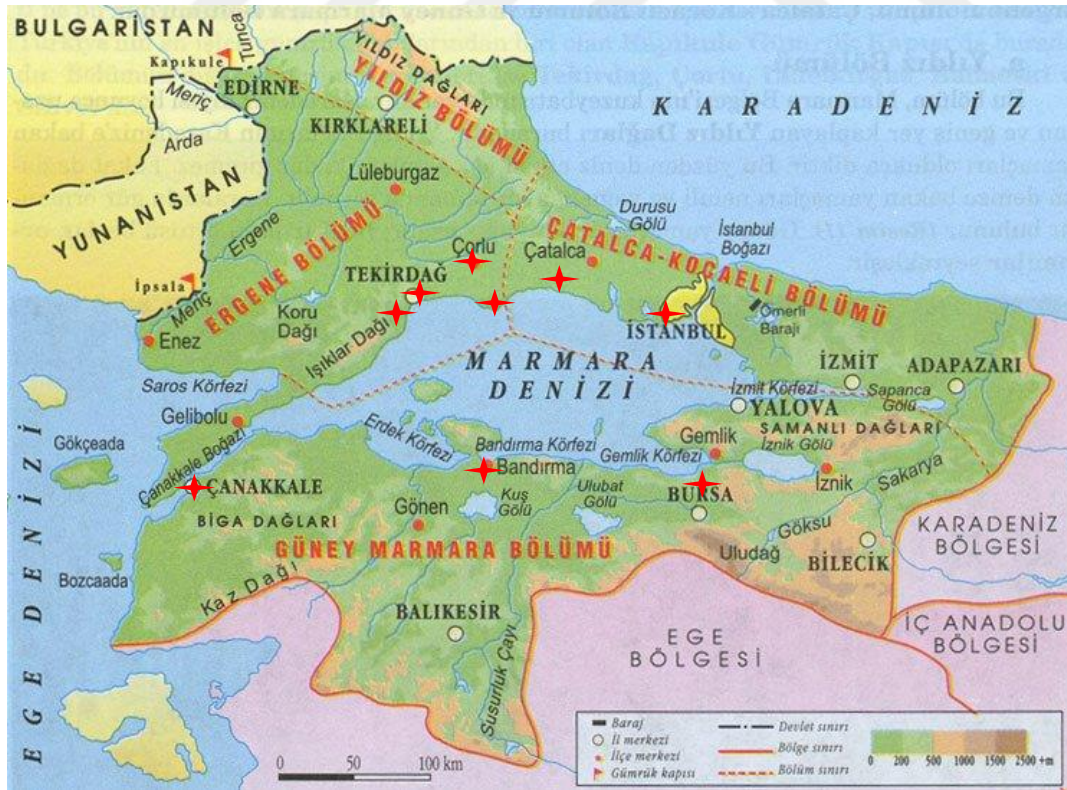 BULGARİSTAN
Tunca
Kapıkule
Meriç
EDİRNE
Arda
YUNANİSTAN
YILDIZ DAĞLARI
YILDIZ BÖLÜMÜ
KIRKLARELİ
KARADENİZ
Lüleburgaz
Ergene
ERGENE BÖLÜMÜ
Çorlu
TEKİRDAĞ
Çatalca
Durusu
Gölü
İstanbul
Boğazı
ÇATALCA-KOCAELİ BÖLÜMÜ
İpsala
Meriç
Enez
Koru
Dağı
Işıklar Dağı
İSTANBUL
Ömerli
Barajı
MARMARA
DENİZİ
İZMİT
ADAPAZARI
Saros Körfezi
İzmit Körfezi
Sapanca
Gölü
YALOVA
SAMANLI DAĞLARI
Gelibolu
Erdek Körfezi
Bandırma Körfezi
Gemlik
İznik Gölü
Gemlik Körfezi
Gökçeada
Çanakkale Boğazı
ÇANAKKALE
Bandırma
Ulubat
Gölü
BURSA
İznik
Sakarya
BİGA DAĞLARI
Gönen
Kuş
Gölü
Göksu
KARADENİZ
BÖLGESİ
GÜNEY MARMARA BÖLÜMÜ
Uludağ
BİLECİK
Bozcaada
Kaz Dağı
BALIKESİR
EGE
BÖLGESİ
İÇ ANADOLU
BÖLGESİ
EGE DENİZİ
Susurluk Çayı
Baraj
İl merkezi
İlçe merkezi
Gümrük kapısı
Devlet sınırı
Bölge sınırı
Bölüm sınırı
0 200 500 1000 1500 2500 +m
0 100 km